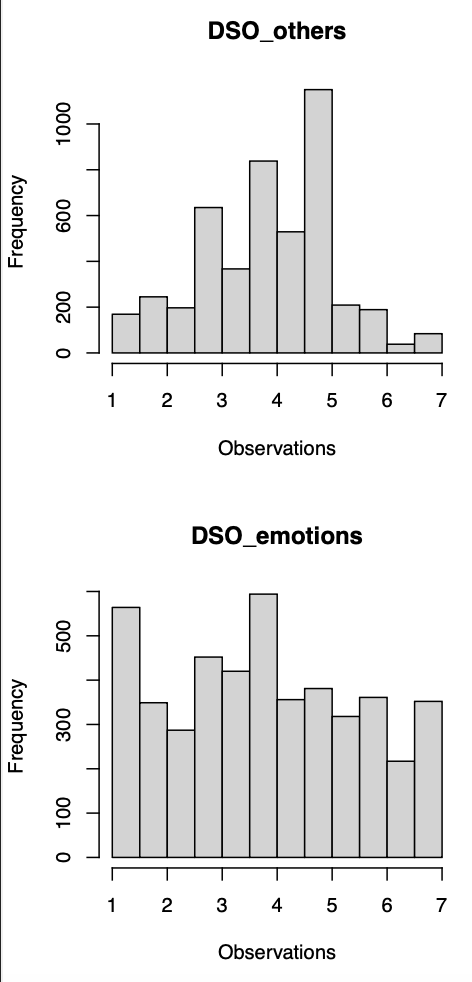 DSO_others
Frequency
1000
600
200
0
1 2 3 4 5 6 7
Observations
DSO_emotions
Frequency
500
300
100
0
1 2 3 4 5 6 7
Observations